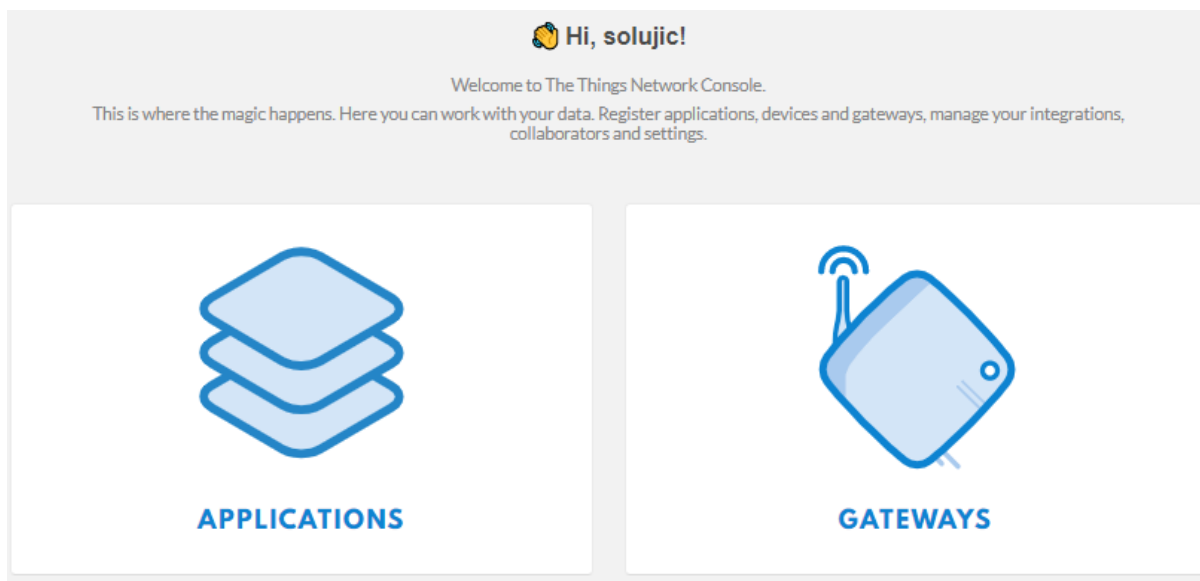 Hi, solujic!
Welcome to The Things Network Console.
This is where the magic happens. Here you can work with your data. Register applications, devices and gateways, manage your integrations,
collaborators and settings.
APPLICATIONS
GATEWAYS